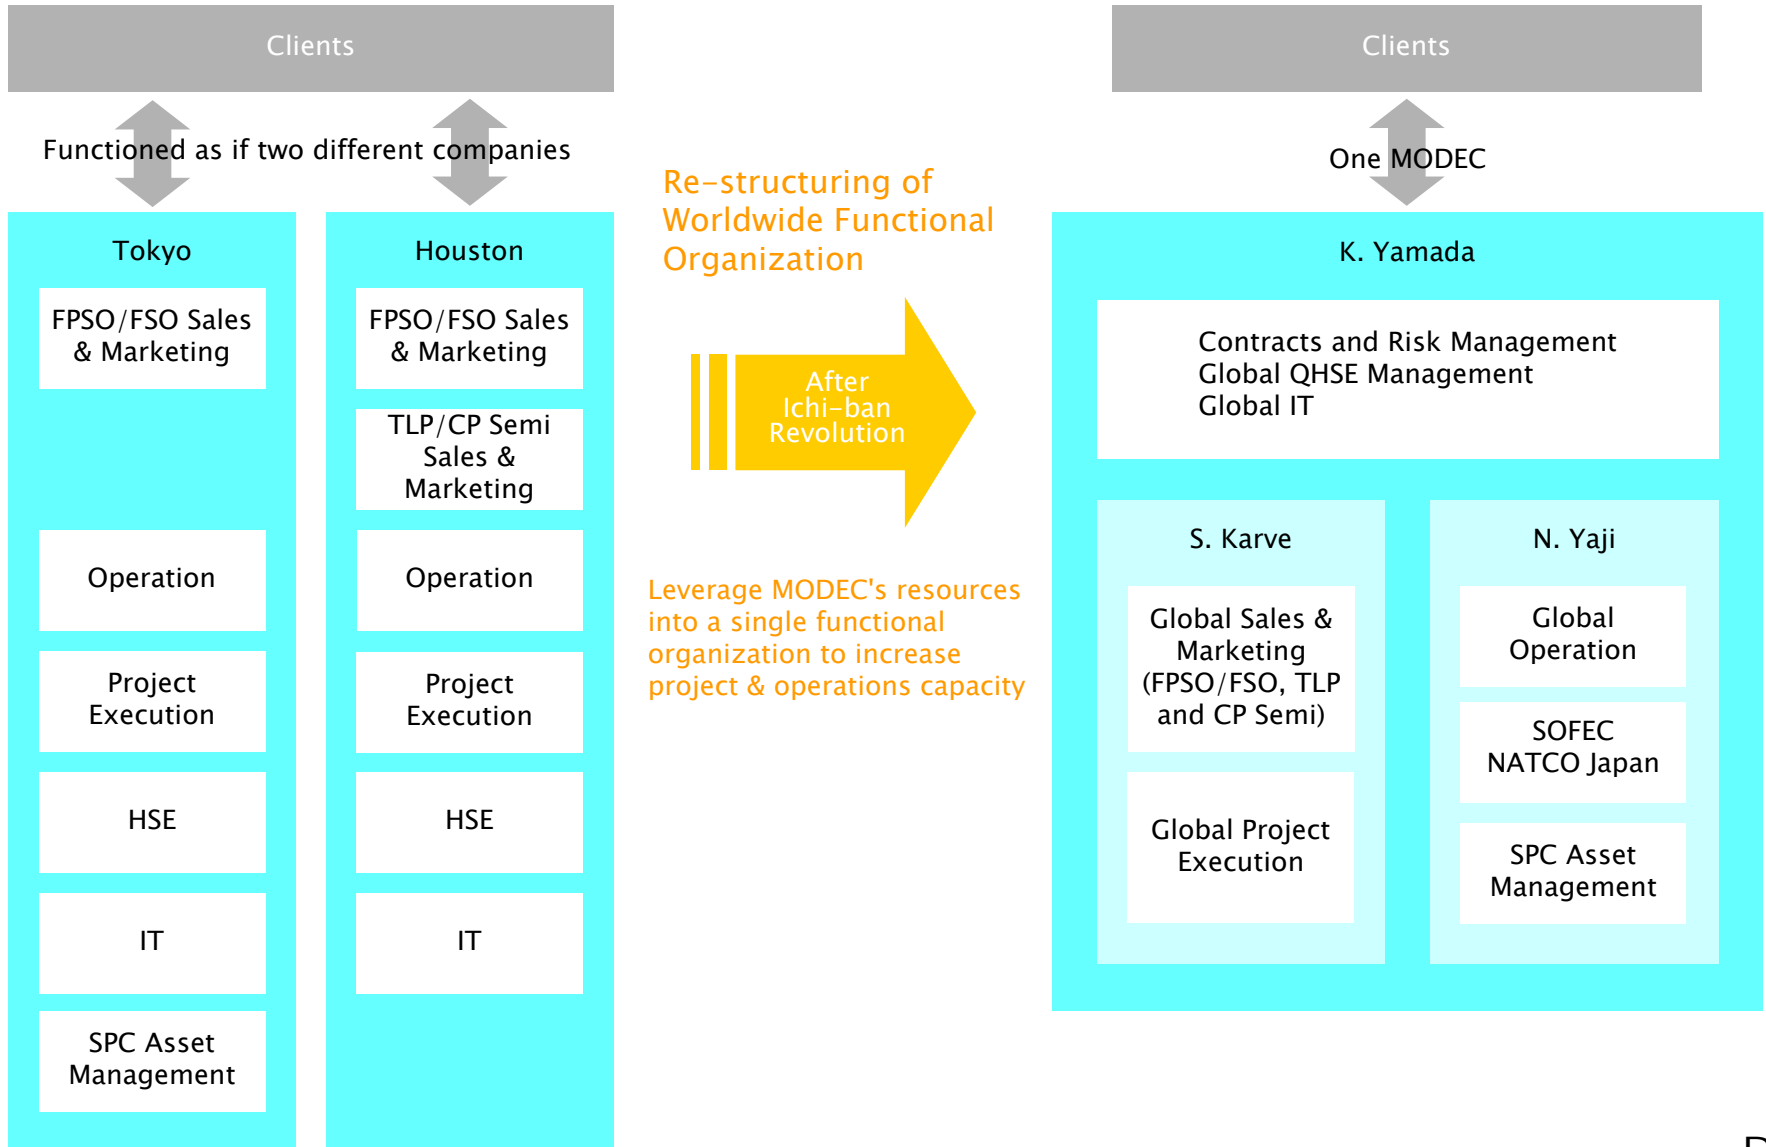 Clients
Functioned as if two different companies
Tokyo
FPSO/FSO Sales
& Marketing
Operation
Project
Execution
HSE
IT
SPC Asset
Management
Houston
FPSO/FSO Sales
& Marketing
TLP/CP Semi
Sales &
Marketing
Operation
Project
Execution
HSE
IT
Re-structuring of
Worldwide Functional
Organization
After
Ichi-ban
Revolution
Leverage MODEC's resources
into a single functional
organization to increase
project & operations capacity
Clients
One MODEC
K. Yamada
Contracts and Risk Management
Global QHSE Management
Global IT
S. Karve
Global Sales &
Marketing
(FPSO/FSO, TLP
and CP Semi)
Global Project
Execution
N. Yaji
Global
Operation
SOFEC
NATCO Japan
SPC Asset
Management